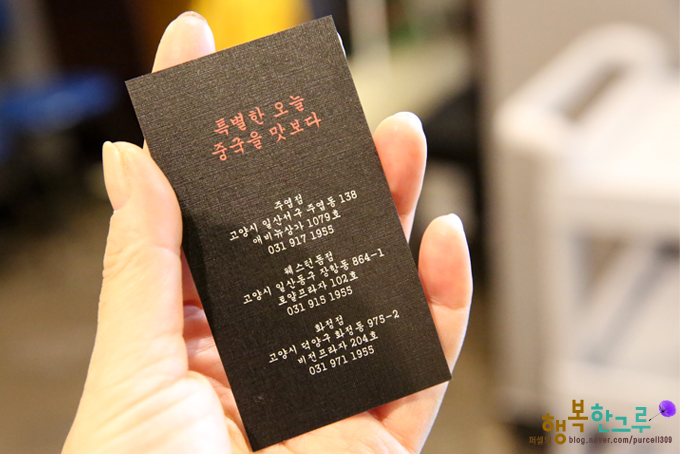 특별한 오늘
중국을 맛보다
주엽점
고양시 일산서구 주엽동 138
애비뉴상가 1079호
031 917 1955
웨스턴돔점
고양시 일산동구 장항동 864-1
로얄프라자 102호
031 915 1955
화정점
고양시 덕양구 화정동 975-2
비전프라자 204호
031 971 1955
행복한그루
퍼셀 blog.naver.com/purcell309